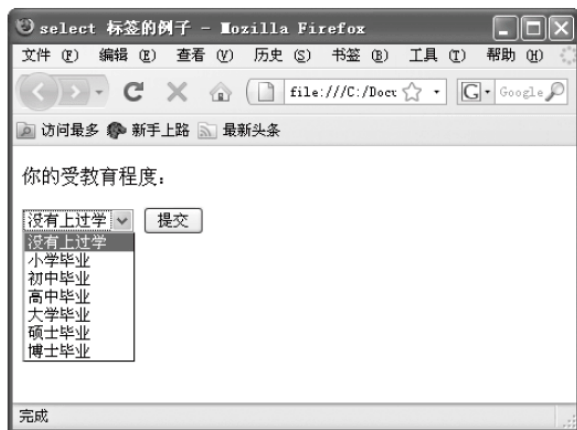 select 标签的例子 - Mozilla Firefox
文件 (F) 编辑 (E) 查看 (V) 历史 (S) 书签 (B) 工具 (T) 帮助 (H)
file:///C:/Docu G Google
访问最多 新手上路 最新头条
你的受教育程度：
没有上过学 提交
没有上过学
小学毕业
初中毕业
高中毕业
大学毕业
硕士毕业
博士毕业
完成